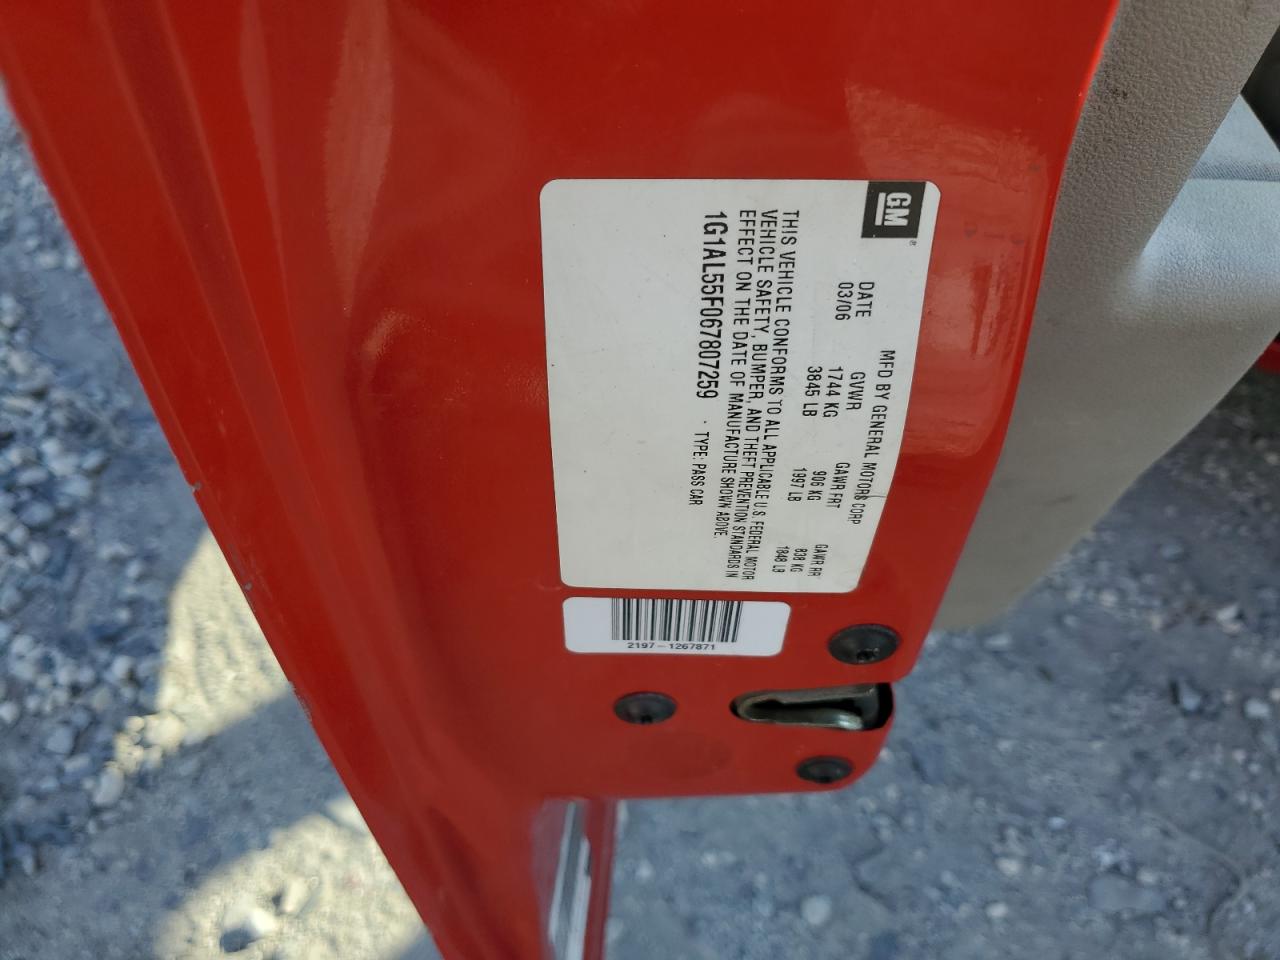 GM
®
MFD BY GENERAL MOTORS CORP
DATE GVWR GAWR FRT GAWR RR
03/06 1744 KG 906 KG 838 KG
3845 LB 1997 LB 1848 LB
THIS VEHICLE CONFORMS TO ALL APPLICABLE U.S. FEDERAL MOTOR
VEHICLE SAFETY, BUMPER, AND THEFT PREVENTION STANDARDS IN
EFFECT ON THE DATE OF MANUFACTURE SHOWN ABOVE.
1G1AL55F067807259 · TYPE: PASS CAR
2197-1267871